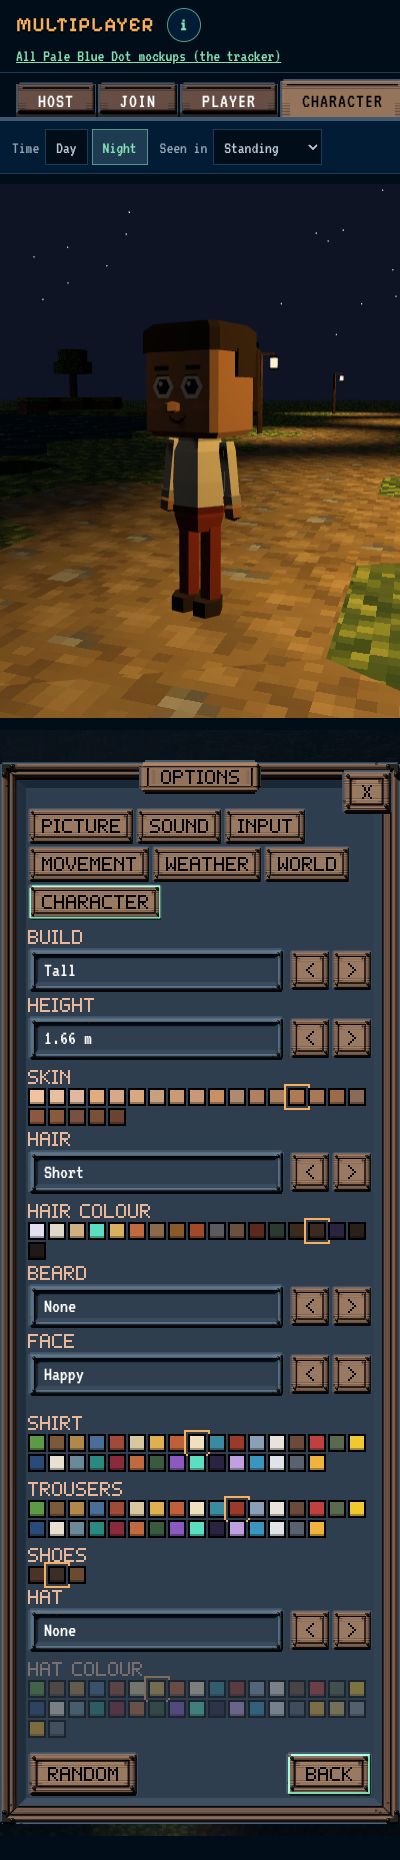 MULTIPLAYER i
All Pale Blue Dot mockups (the tracker)
HOST JOIN PLAYER CHARACTER
Time Day Night Seen in Standing
OPTIONS
X
PICTURE SOUND INPUT
MOVEMENT WEATHER WORLD
CHARACTER
BUILD
Tall < >
HEIGHT
1.66 m < >
SKIN
HAIR
Short < >
HAIR COLOUR
BEARD
None < >
FACE
Happy < >
SHIRT
TROUSERS
SHOES
HAT
None < >
HAT COLOUR
RANDOM BACK